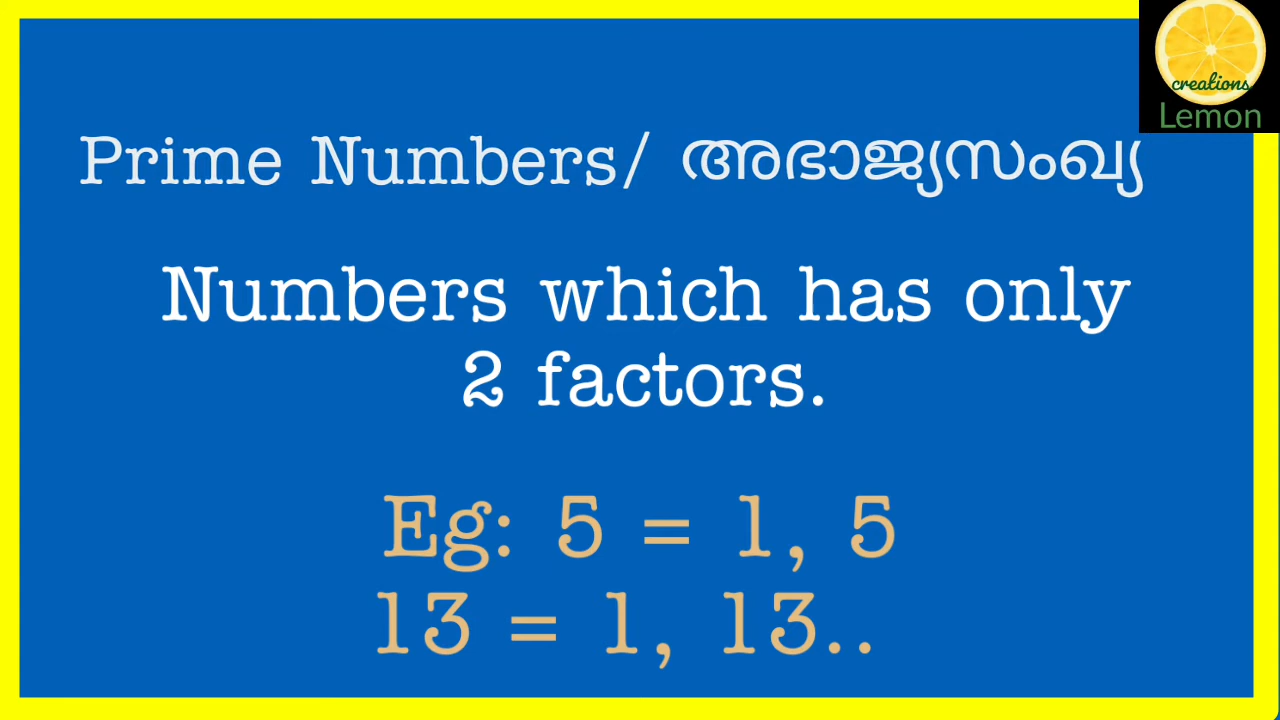 creations
Lemon
Prime Numbers/ അഭാജ്യസംഖ്യ
Numbers which has only
2 factors.
Eg: 5 = 1, 5
13 = 1, 13..